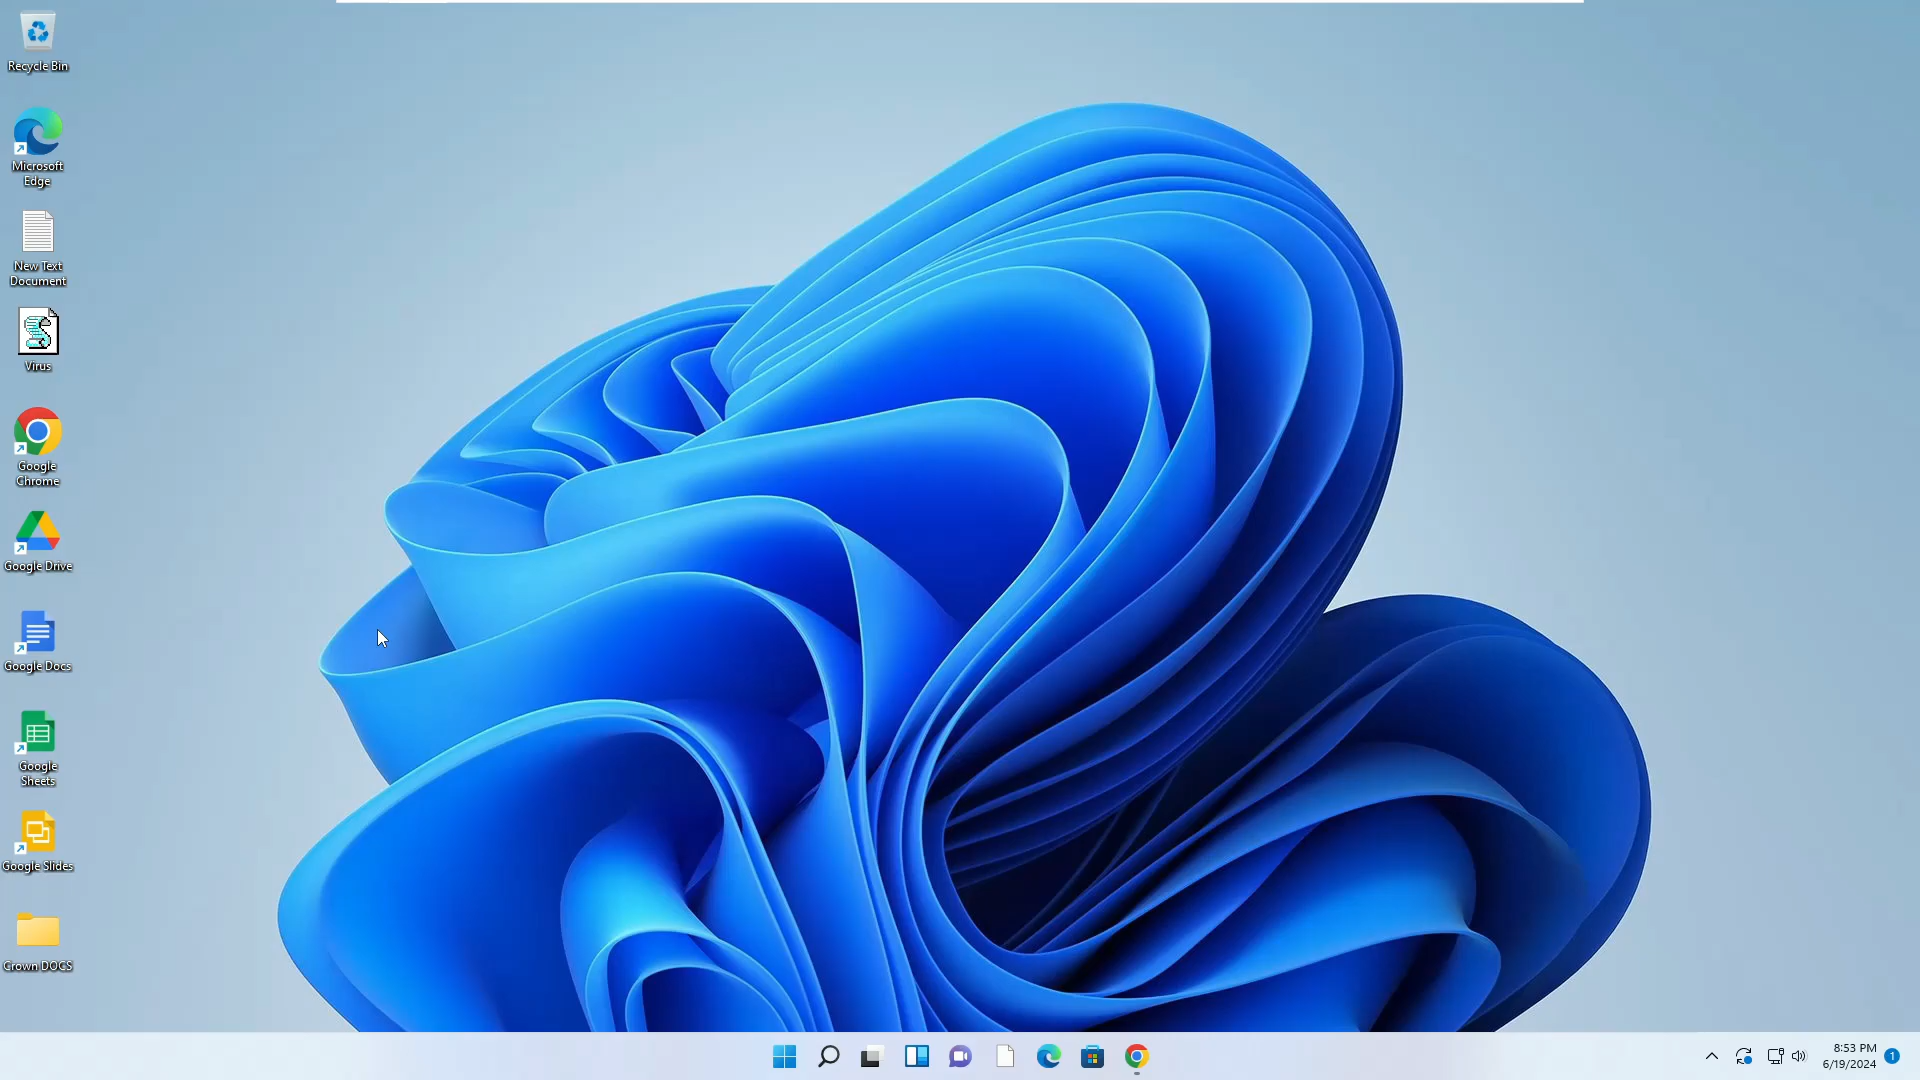 Recycle Bin
Microsoft
Edge
New Text
Document
Virus
Google
Chrome
Google Drive
Google Docs
Google
Sheets
Google Slides
Crown DOCS
8:53 PM
6/19/2024
1